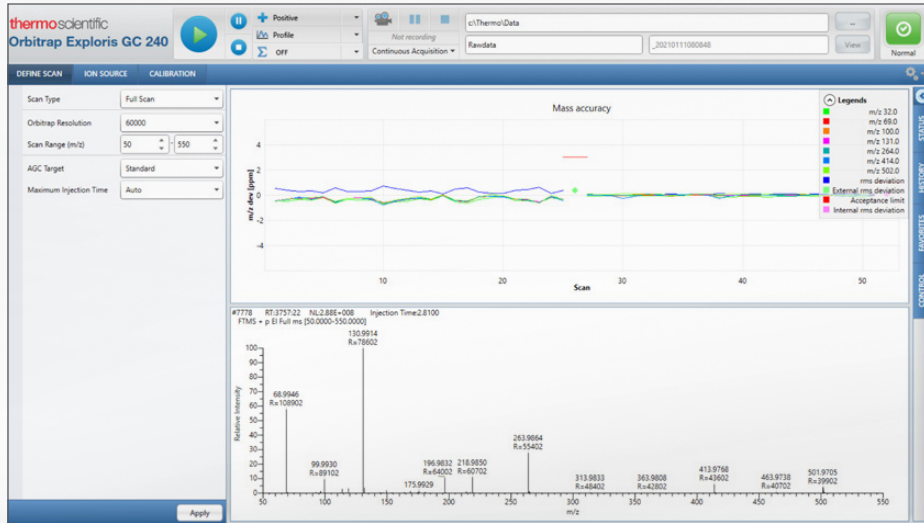 thermo scientific
Orbitrap Exploris GC 240
Positive
Profile
OFF
Not recording
Continuous Acquisition
c:\Thermo\Data
...
Rawdata
_20210111080848
View
Normal
DEFINE SCAN ION SOURCE CALIBRATION
Scan Type Full Scan
Orbitrap Resolution 60000
Scan Range (m/z) 50 - 550
AGC Target Standard
Maximum Injection Time Auto
Apply
Mass accuracy
Legends
m/z 32.0
m/z 69.0
m/z 100.0
m/z 131.0
m/z 264.0
m/z 414.0
m/z 502.0
rms deviation
External rms deviation
Acceptance limit
Internal rms deviation
m/z dev [ppm]
4
2
0
-2
-4
10 20 30 40 50
Scan
STATUS
HISTORY
FAVORITES
CONTROL
#7778 RT:3757:22 NL:2.88E+008 Injection Time:2.8100
FTMS + p EI Full ms [50.0000-550.0000]
Relative Intensity
100
90
80
70
60
50
40
30
20
10
0
68.9946
R=108902
99.9930
R=89102
130.9914
R=78602
175.9929
196.9832
R=64002
218.9850
R=60702
263.9864
R=55402
313.9833
R=48402
363.9808
R=42802
413.9768
R=43602
463.9738
R=40702
501.9705
R=39902
50 100 150 200 250 300 350 400 450 500 550
m/z